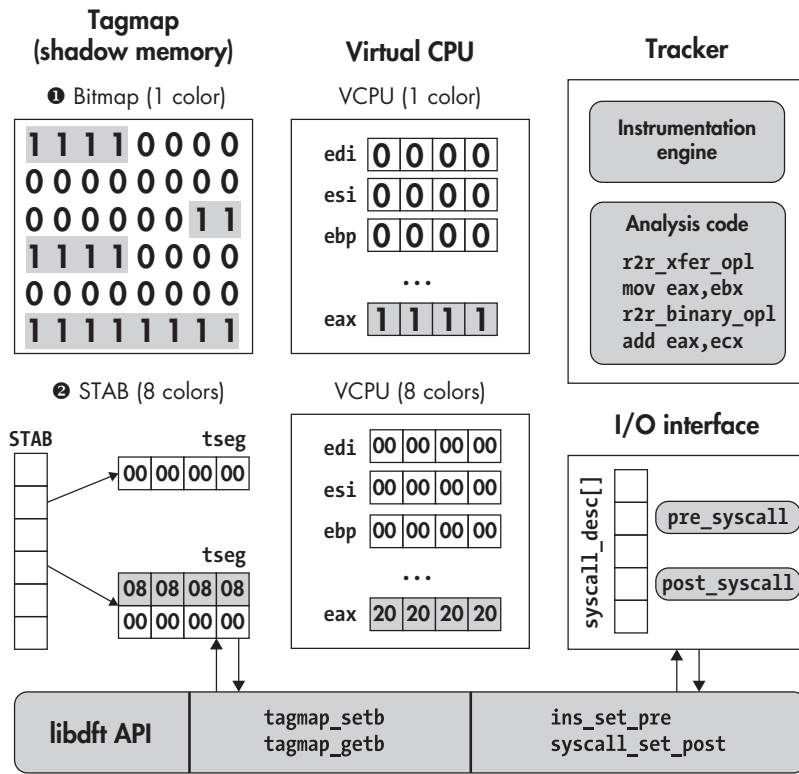 Tagmap
(shadow memory)
❶ Bitmap (1 color)
1 1 1 1 0 0 0 0
0 0 0 0 0 0 0 0
0 0 0 0 0 0 1 1
1 1 1 1 0 0 0 0
0 0 0 0 0 0 0 0
1 1 1 1 1 1 1 1
❷ STAB (8 colors)
STAB
tseg
00 00 00 00
tseg
08 08 08 08
00 00 00 00
Virtual CPU
VCPU (1 color)
edi 0 0 0 0
esi 0 0 0 0
ebp 0 0 0 0
...
eax 1 1 1 1
VCPU (8 colors)
edi 00 00 00 00
esi 00 00 00 00
ebp 00 00 00 00
...
eax 20 20 20 20
Tracker
Instrumentation
engine
Analysis code
r2r_xfer_opl
mov eax,ebx
r2r_binary_opl
add eax,ecx
I/O interface
syscall_desc[]
pre_syscall
post_syscall
libdft API
tagmap_setb
tagmap_getb
ins_set_pre
syscall_set_post